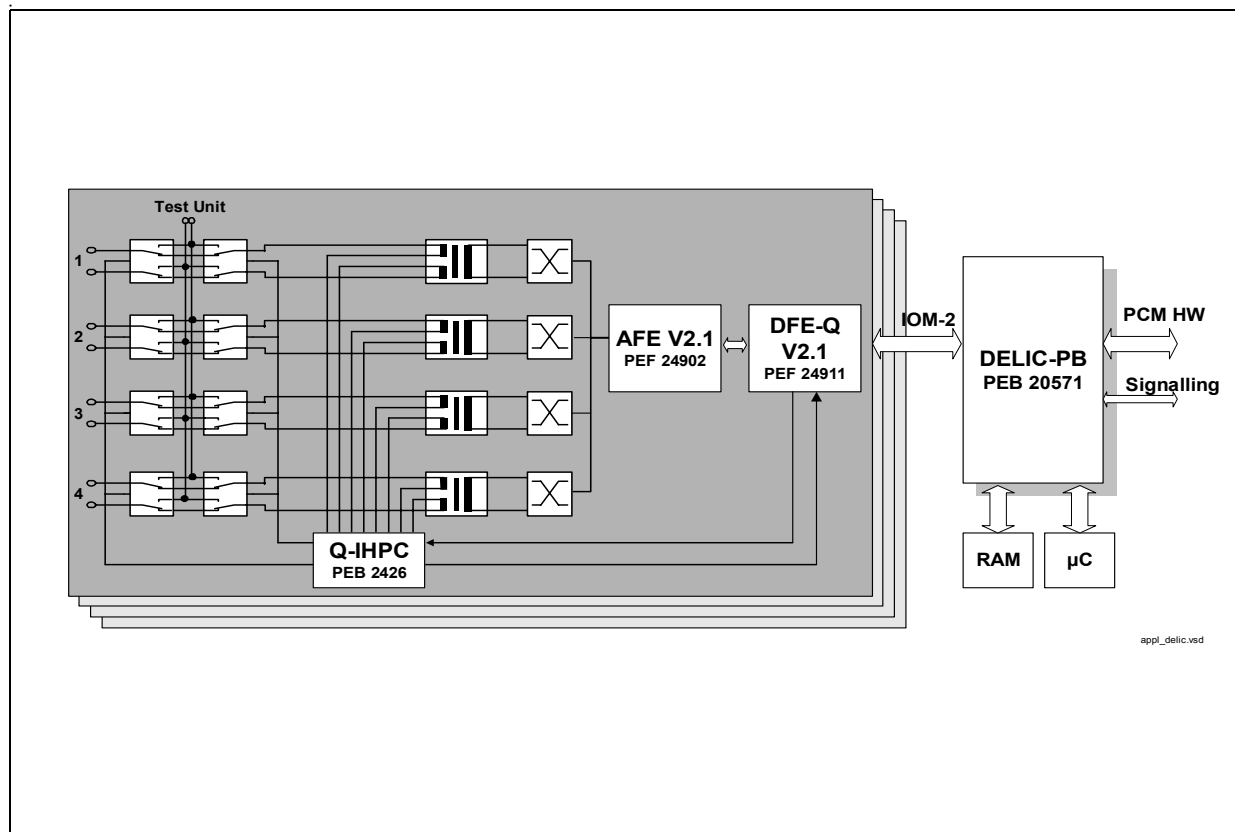 Test Unit
1
2
3
4
AFE V2.1
PEF 24902
DFE-Q
V2.1
PEF 24911
Q-IHPC
PEB 2426
IOM-2
DELIC-PB
PEB 20571
PCM HW
Signalling
RAM
µC
appl_delic.vsd